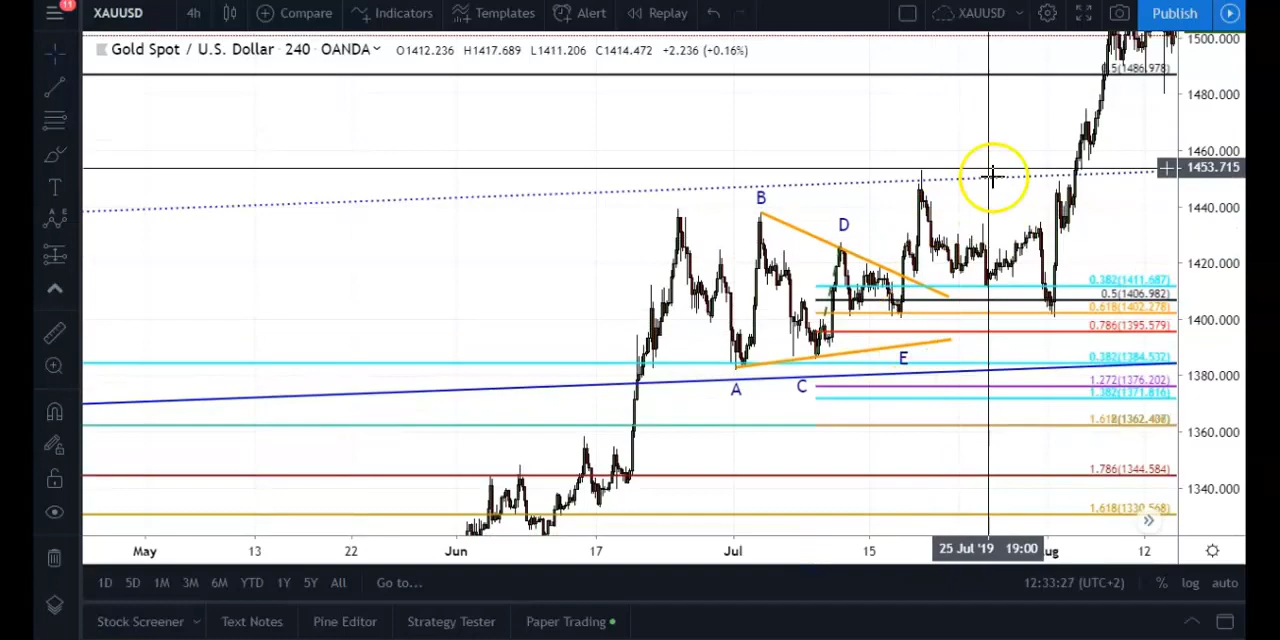 11
XAUUSD 4h Compare Indicators Templates Alert Replay XAUUSD Publish
Gold Spot / U.S. Dollar 240 OANDA O1412.236 H1417.689 L1411.206 C1414.472 +2.236 (+0.16%)
1500.000
0.5(1486.978)
1480.000
1460.000
1453.715
B
1440.000
D
1420.000
0.382(1411.687)
0.5(1406.982)
0.618(1402.278)
1400.000
0.786(1395.579)
E
0.382(1384.532)
A
C
1380.000
1.272(1376.202)
1.382(1371.816)
1360.000
1.786(1344.584)
1340.000
1.618(1330.568)
May 13 22 Jun 17 Jul 15 25 Jul '19 19:00 ug 12
1D 5D 1M 3M 6M YTD 1Y 5Y All Go to... 12:33:27 (UTC+2) % log auto
Stock Screener Text Notes Pine Editor Strategy Tester Paper Trading